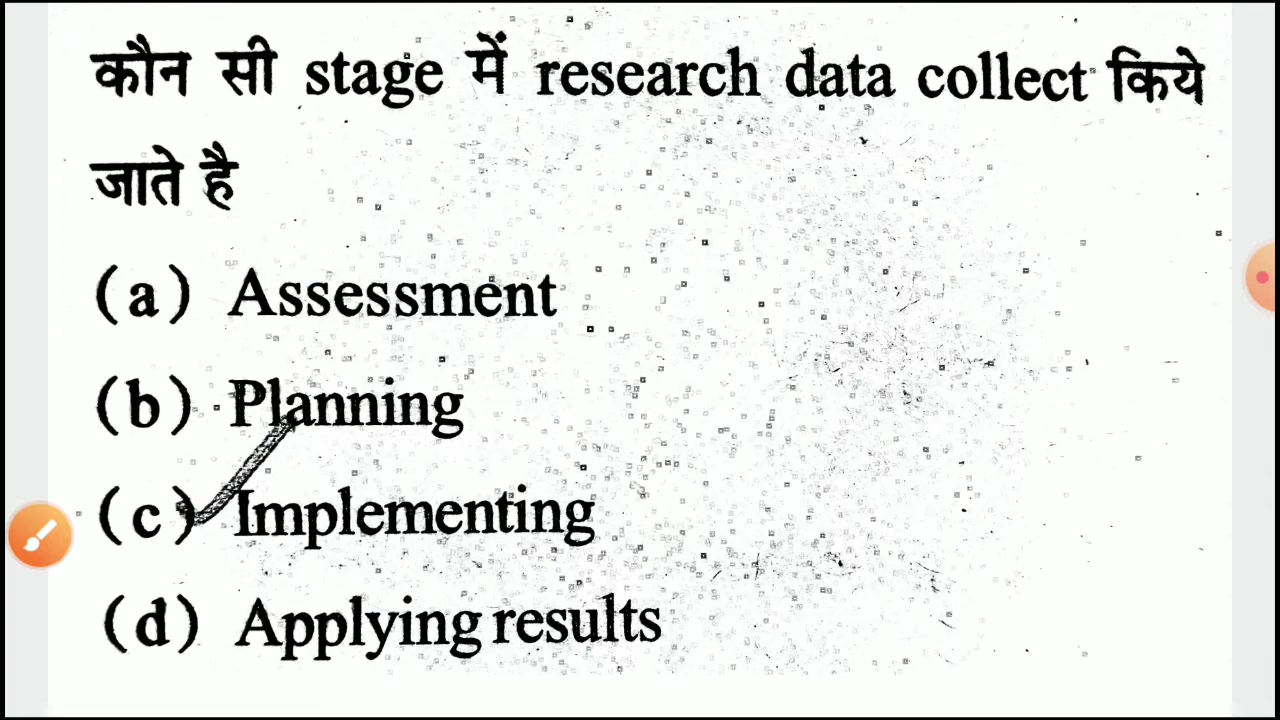 कौन सी stage में research data collect किये
जाते है
(a) Assessment
(b) Planning
(c) Implementing
(d) Applying results